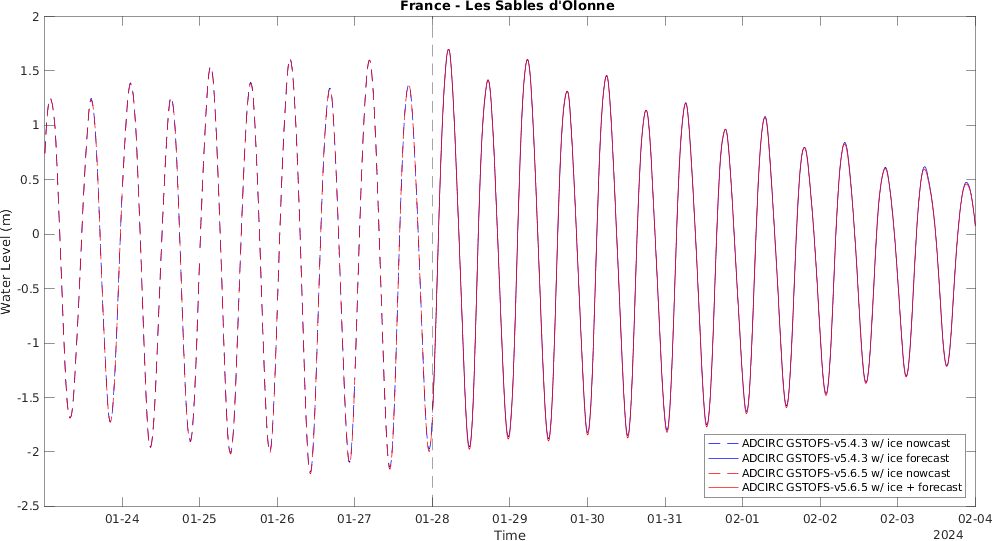 France - Les Sables d'Olonne
2
1.5
1
0.5
0
-0.5
-1
-1.5
-2
-2.5
Water Level (m)
ADCIRC GSTOFS-v5.4.3 w/ ice nowcast
ADCIRC GSTOFS-v5.4.3 w/ ice forecast
ADCIRC GSTOFS-v5.6.5 w/ ice nowcast
ADCIRC GSTOFS-v5.6.5 w/ ice + forecast
01-24 01-25 01-26 01-27 01-28 01-29 01-30 01-31 02-01 02-02 02-03 02-04
Time
2024